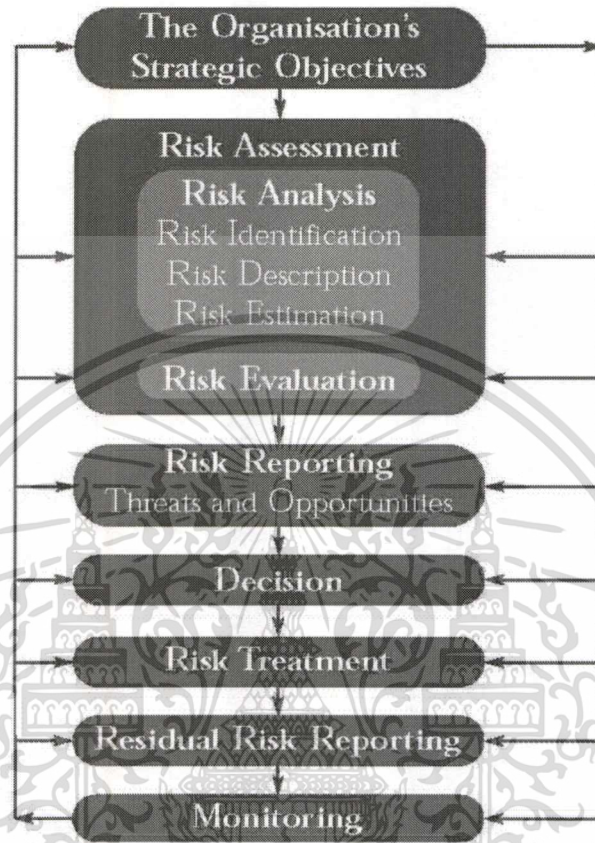 The Organisation's
Strategic Objectives
Risk Assessment
Risk Analysis
Risk Identification
Risk Description
Risk Estimation
Risk Evaluation
Risk Reporting
Threats and Opportunities
Decision
Risk Treatment
Residual Risk Reporting
Monitoring